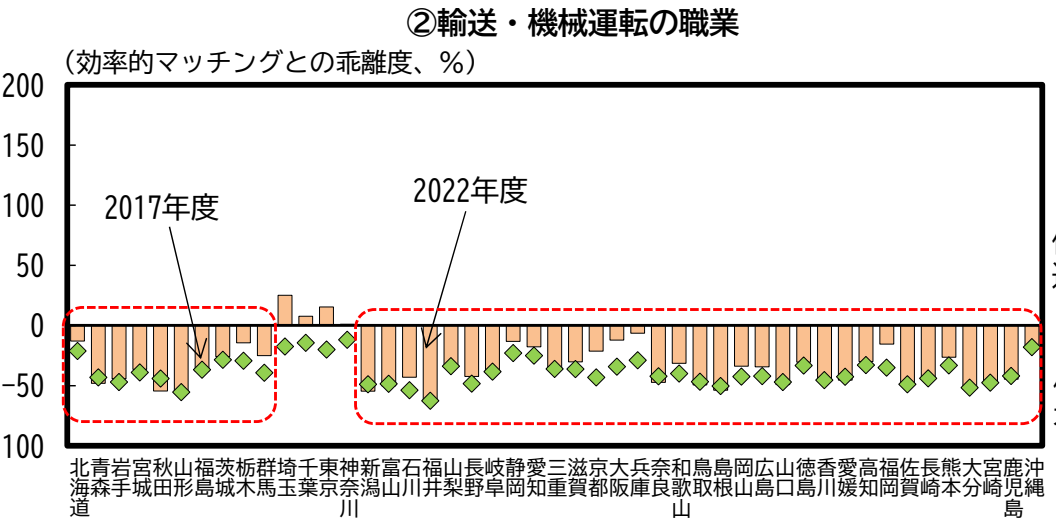 ②輸送・機械運転の職業
（効率的マッチングとの乖離度、％）
200
150
100
50
0
-50
100
2017年度
2022年度
北海道 青森 岩手 宮城 秋田 山形 福島 茨城 栃木 群馬 埼玉 千葉 東京 神奈川 新潟 富山 石川 福井 山梨 長野 岐阜 静岡 愛知 三重 滋賀 京都 大阪 兵庫 奈良 和歌山 鳥取 島根 岡山 広島 山口 徳島 香川 愛媛 高知 福岡 佐賀 長崎 熊本 大分 宮崎 鹿児島 沖縄